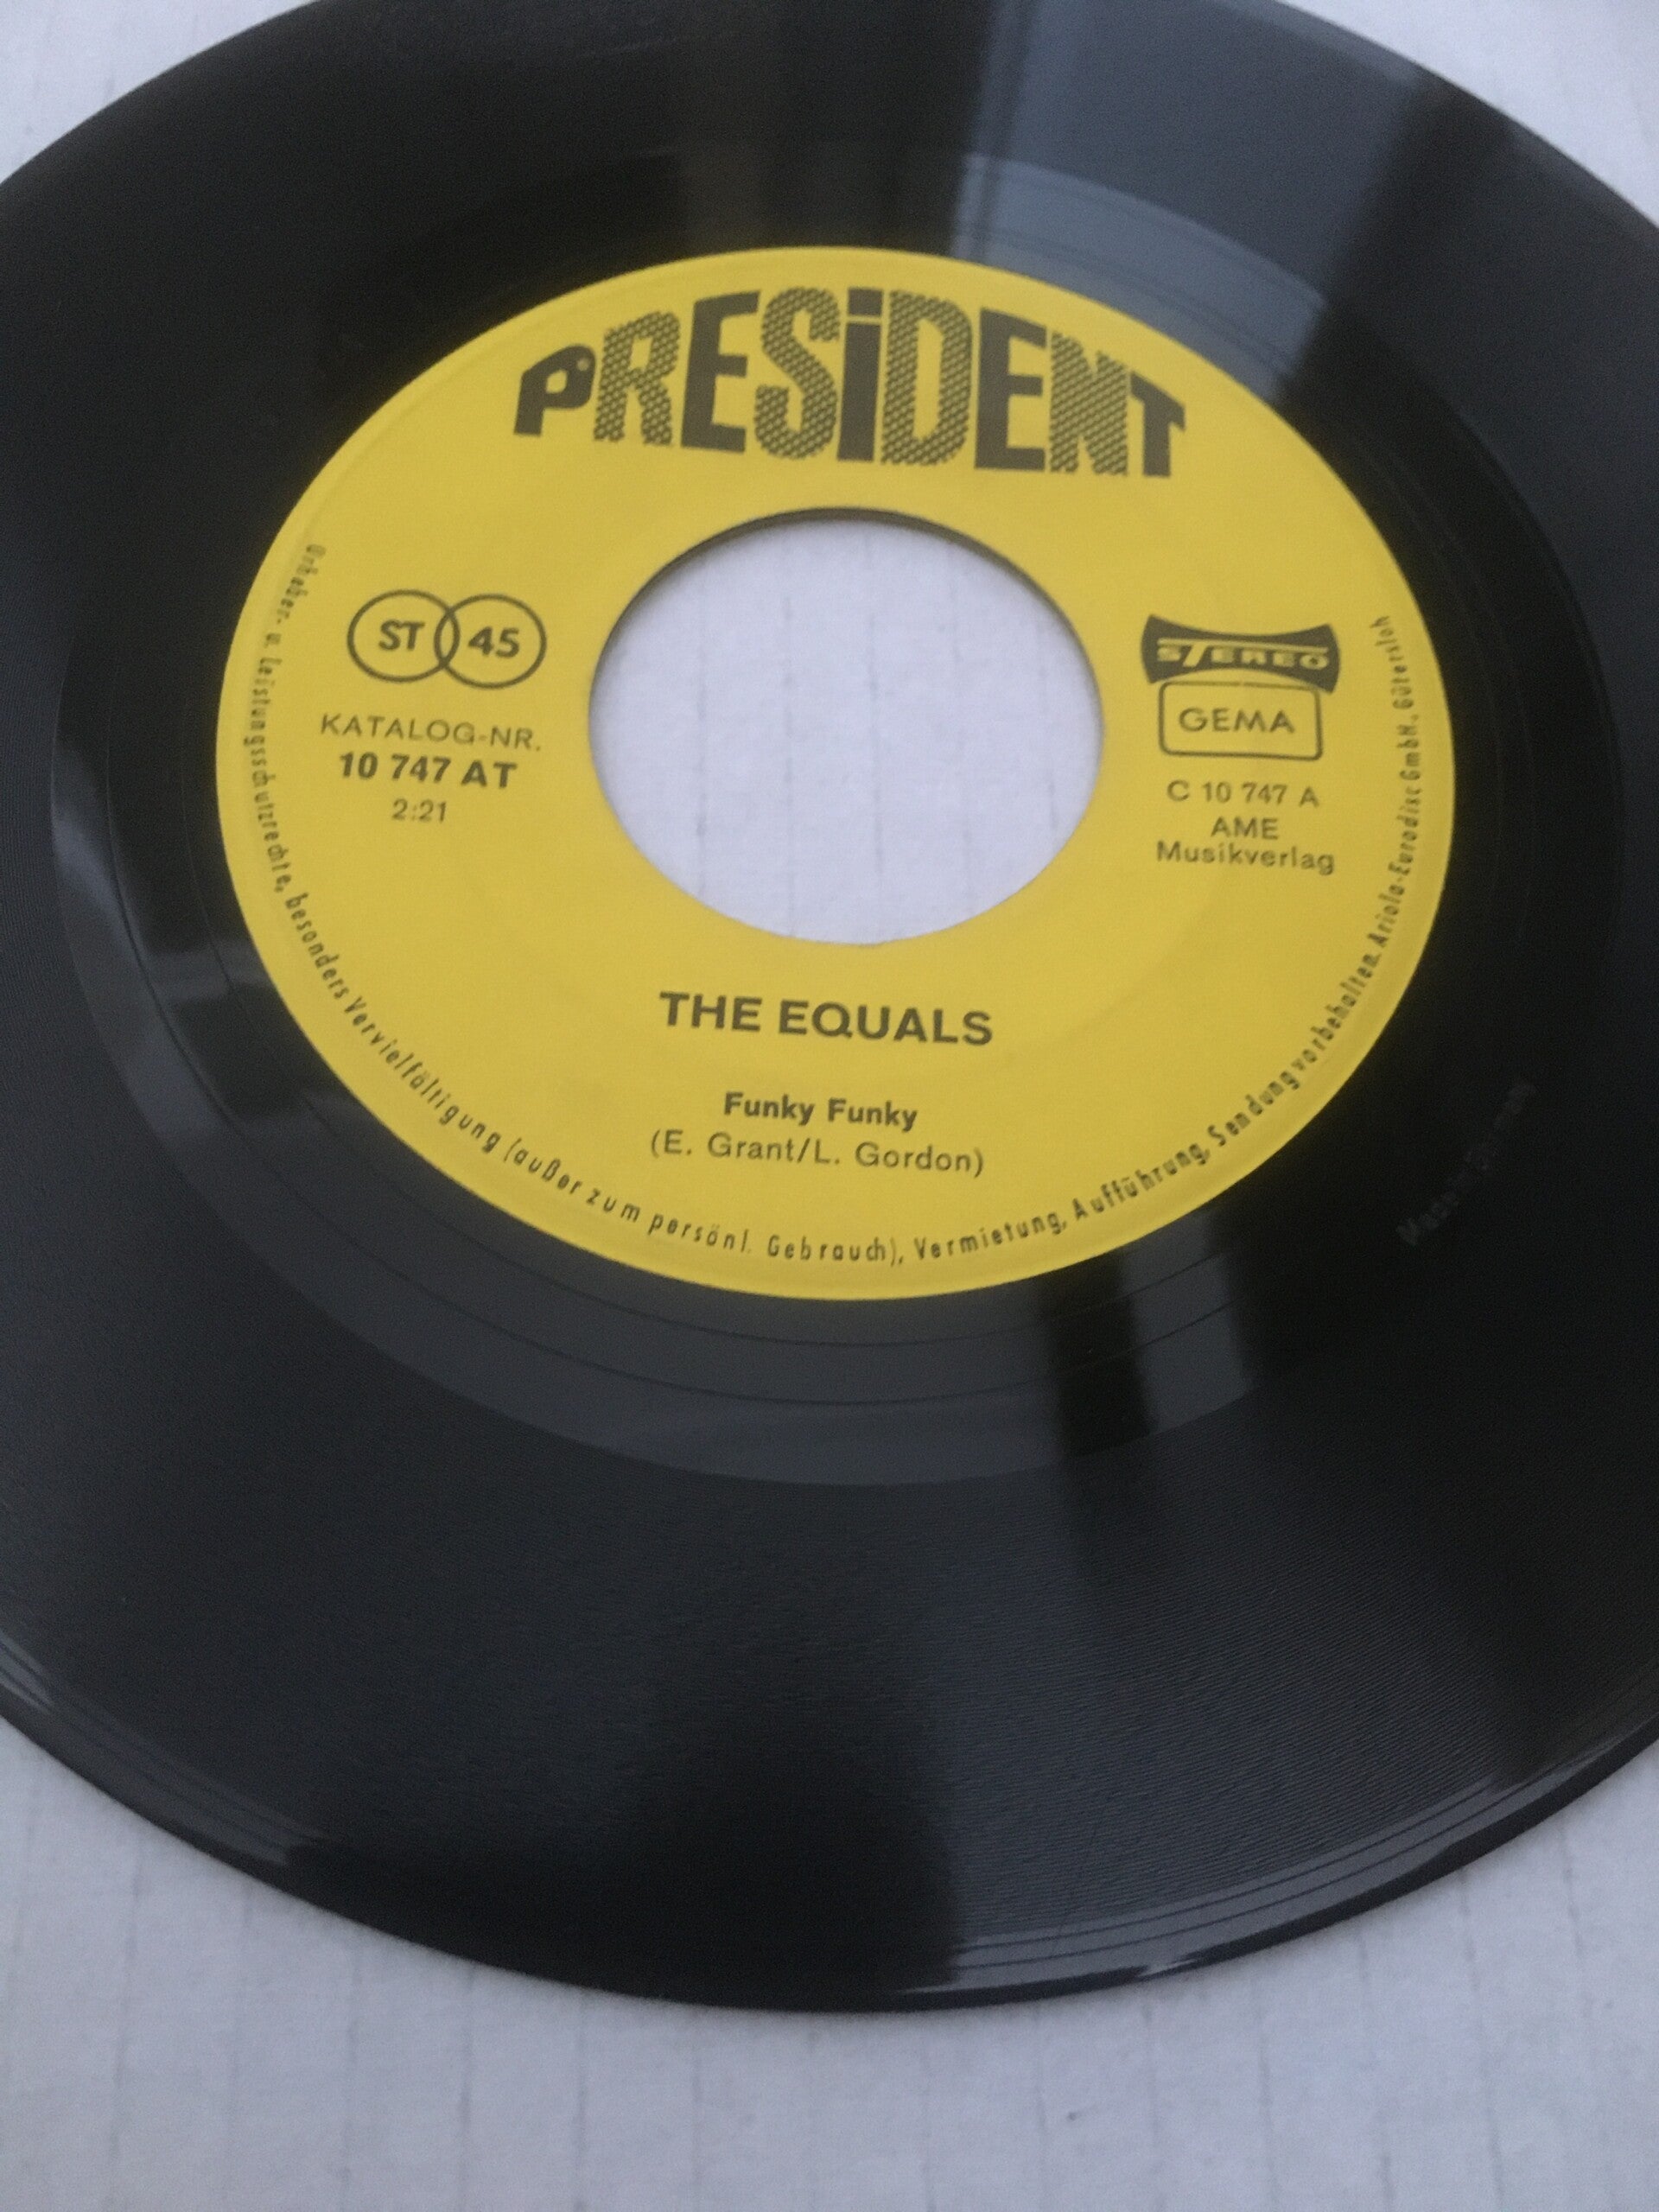 PRESiDENT
ST 45
KATALOG-NR.
10 747 AT
2:21
STEREO
GEMA
C 10 747 A
AME
Musikverlag
THE EQUALS
Funky Funky
(E. Grant/L. Gordon)
Urheber- u. Leistungsschutzrechte, besonders Vervielfältigung (außer zum persönl. Gebrauch), Vermietung, Aufführung, Sendung vorbehalten. Ariola-Eurodisc GmbH., Gütersloh